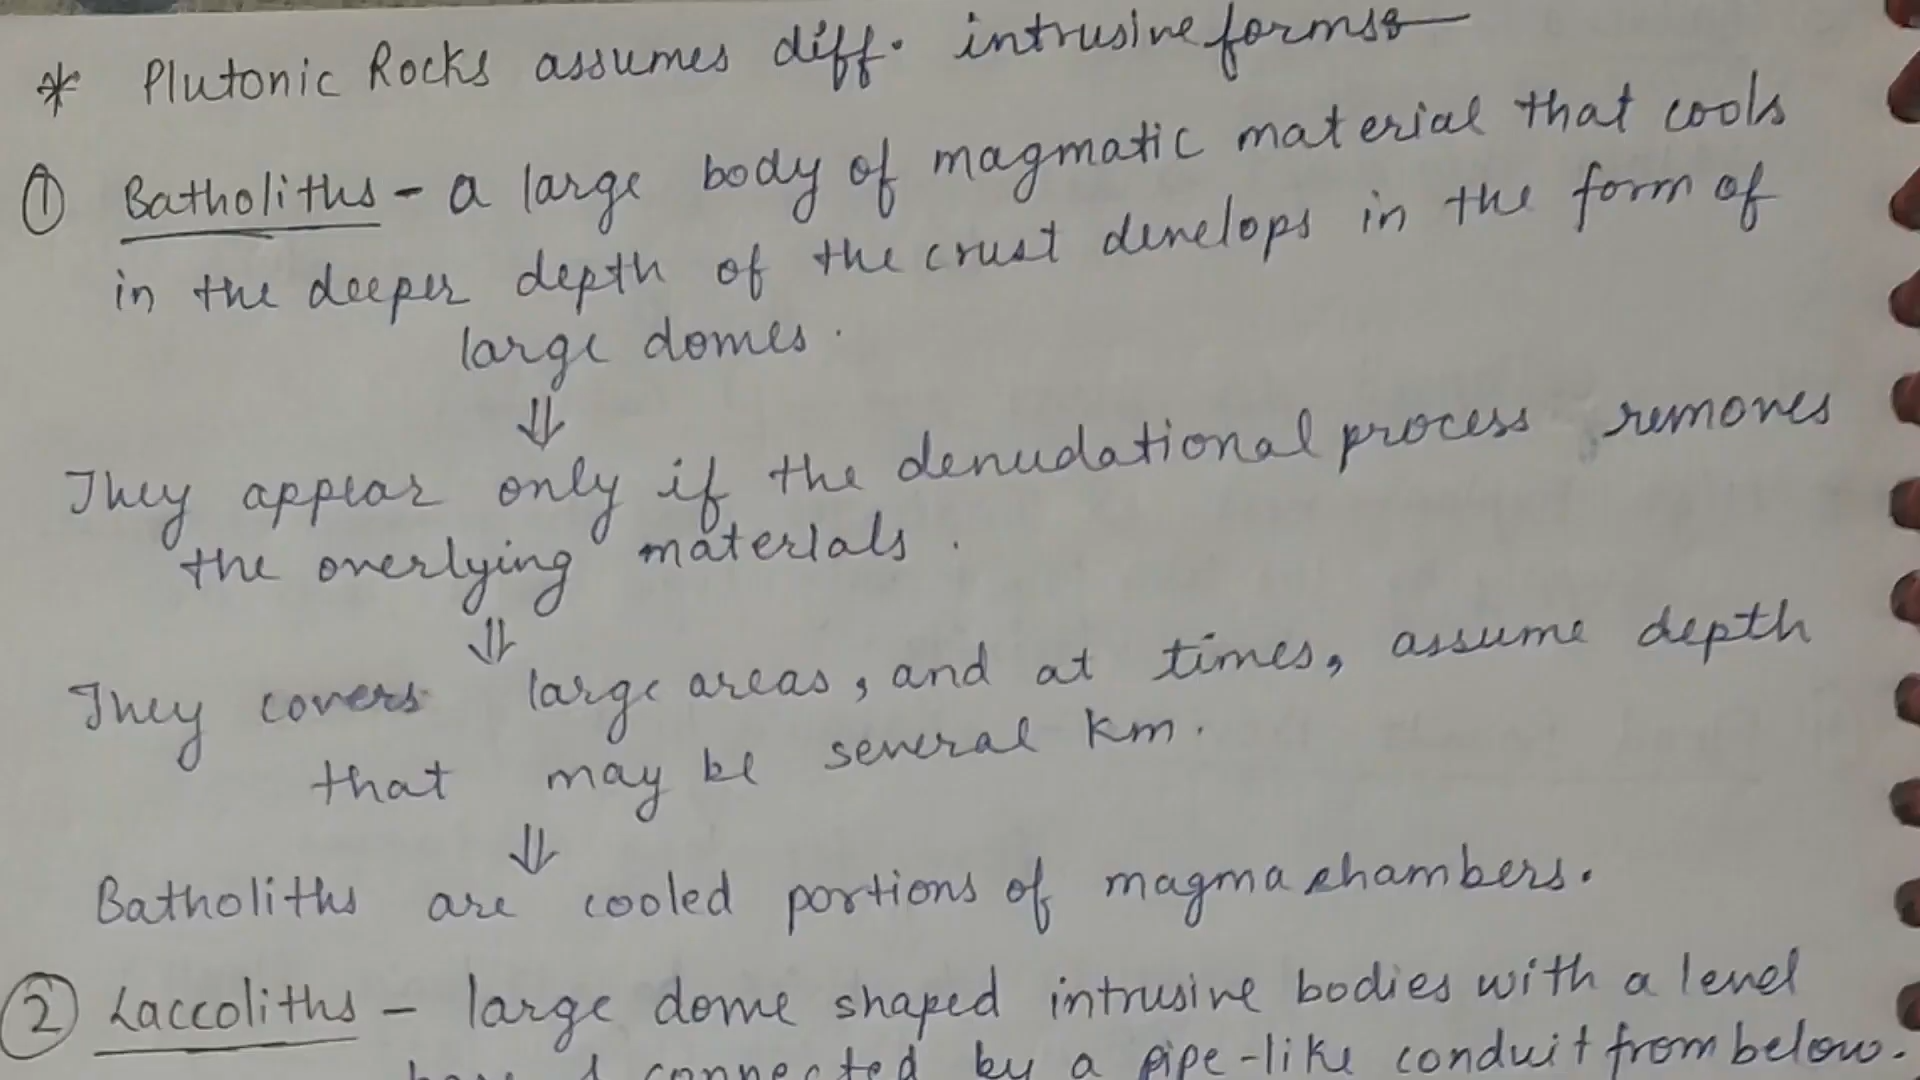 * Plutonic Rocks assumes diff. intrusive forms
① Batholiths - a large body of magmatic material that cools
in the deeper depth of the crust develops in the form of
large domes.
⇓
They appear only if the denudational process removes
the overlying materials.
⇓
They covers large areas, and at times, assume depth
that may be several km.
⇓
Batholiths are cooled portions of magma chambers.
② Laccoliths - large dome shaped intrusive bodies with a level
connected by a pipe-like conduit from below.